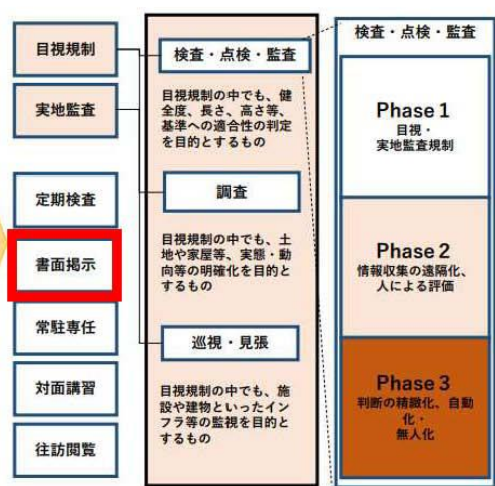 目視規制
実地監査
定期検査
書面掲示
常駐専任
対面講習
往訪閲覧
検査・点検・監査
目視規制の中でも、健
全度、長さ、高さ等、
基準への適合性の判定
を目的とするもの
調査
目視規制の中でも、土
地や家屋等、実態・動
向等の明確化を目的と
するもの
巡視・見張
目視規制の中でも、施
設や建物といったイン
フラ等の監視を目的と
するもの
検査・点検・監査
Phase 1
目視・
実地監査規制
Phase 2
情報収集の遠隔化、
人による評価
Phase 3
判断の精緻化、自動
化・
無人化